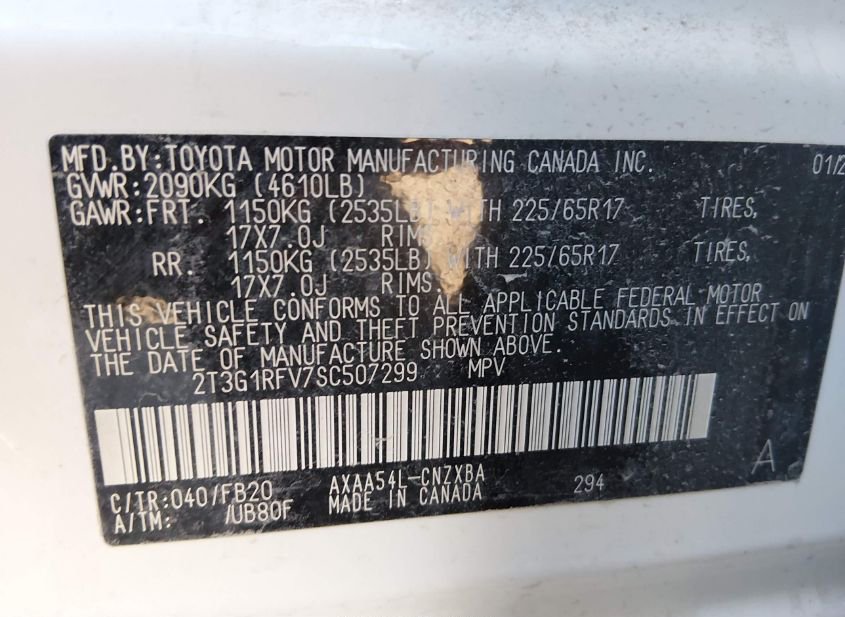 MFD.BY:TOYOTA MOTOR MANUFACTURING CANADA INC. 01/2
GVWR:2090KG (4610LB)
GAWR:FRT. 1150KG (2535LB) WITH 225/65R17 TIRES,
17X7.0J RIMS
RR. 1150KG (2535LB) WITH 225/65R17 TIRES,
17X7.0J RIMS.
THIS VEHICLE CONFORMS TO ALL APPLICABLE FEDERAL MOTOR
VEHICLE SAFETY AND THEFT PREVENTION STANDARDS IN EFFECT ON
THE DATE OF MANUFACTURE SHOWN ABOVE.
2T3G1RFV7SC507299 MPV
A
C/TR:040/FB20 AXAA54L-CNZXBA 294
A/TM: /UB80F MADE IN CANADA